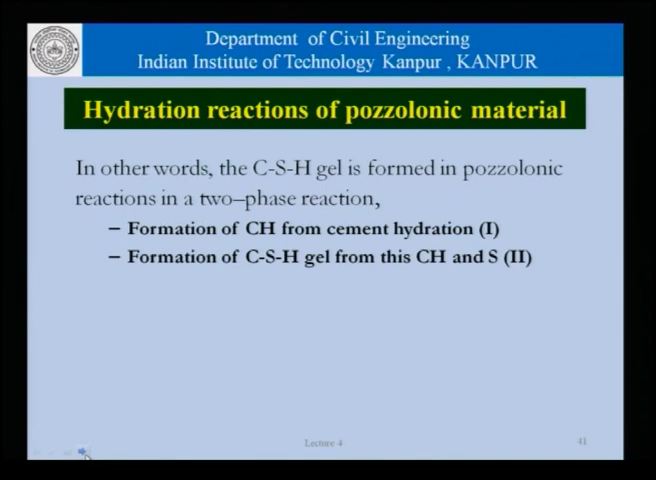 Department of Civil Engineering
Indian Institute of Technology Kanpur , KANPUR
Hydration reactions of pozzolonic material
In other words, the C-S-H gel is formed in pozzolonic
reactions in a two–phase reaction,
– Formation of CH from cement hydration (I)
– Formation of C-S-H gel from this CH and S (II)
Lecture 4
41